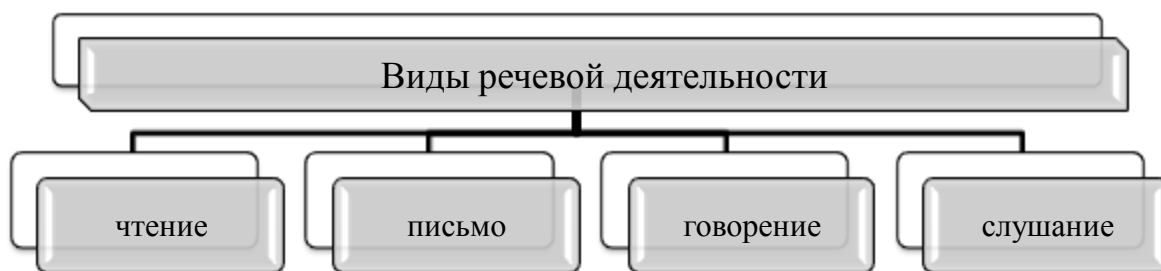 Виды речевой деятельности
чтение
письмо
говорение
слушание